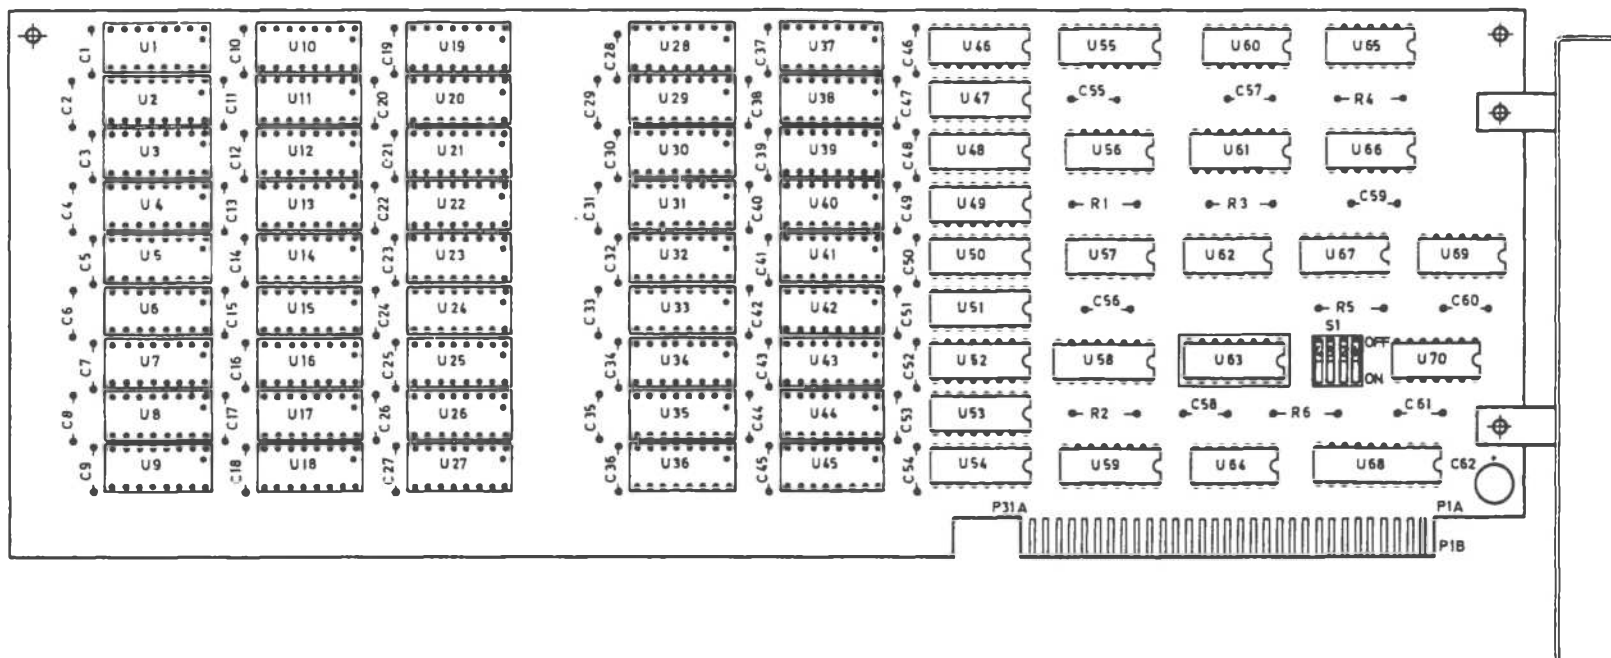 C1 U1 C10 U10 C19 U19 C28 U28 C37 U37 C46 U46 U55 U60 U65
C2 U2 C11 U11 C20 U20 C29 U29 C38 U38 C47 U47 C55 C57 R4
C3 U3 C12 U12 C21 U21 C30 U30 C39 U39 C48 U48 U56 U61 U66
C4 U4 C13 U13 C22 U22 C31 U31 C40 U40 C49 U49 R1 R3 C59
C5 U5 C14 U14 C23 U23 C32 U32 C41 U41 C50 U50 U57 U62 U67 U69
C6 U6 C15 U15 C24 U24 C33 U33 C42 U42 C51 U51 C56 R5 C60
S1
OFF
C7 U7 C16 U16 C25 U25 C34 U34 C43 U43 C52 U52 U58 U63 U70
ON
C8 U8 C17 U17 C26 U26 C35 U35 C44 U44 C53 U53 R2 C58 R6 C61
C9 U9 C18 U18 C27 U27 C36 U36 C45 U45 C54 U54 U59 U64 U68 C62
P31A P1A
P1B